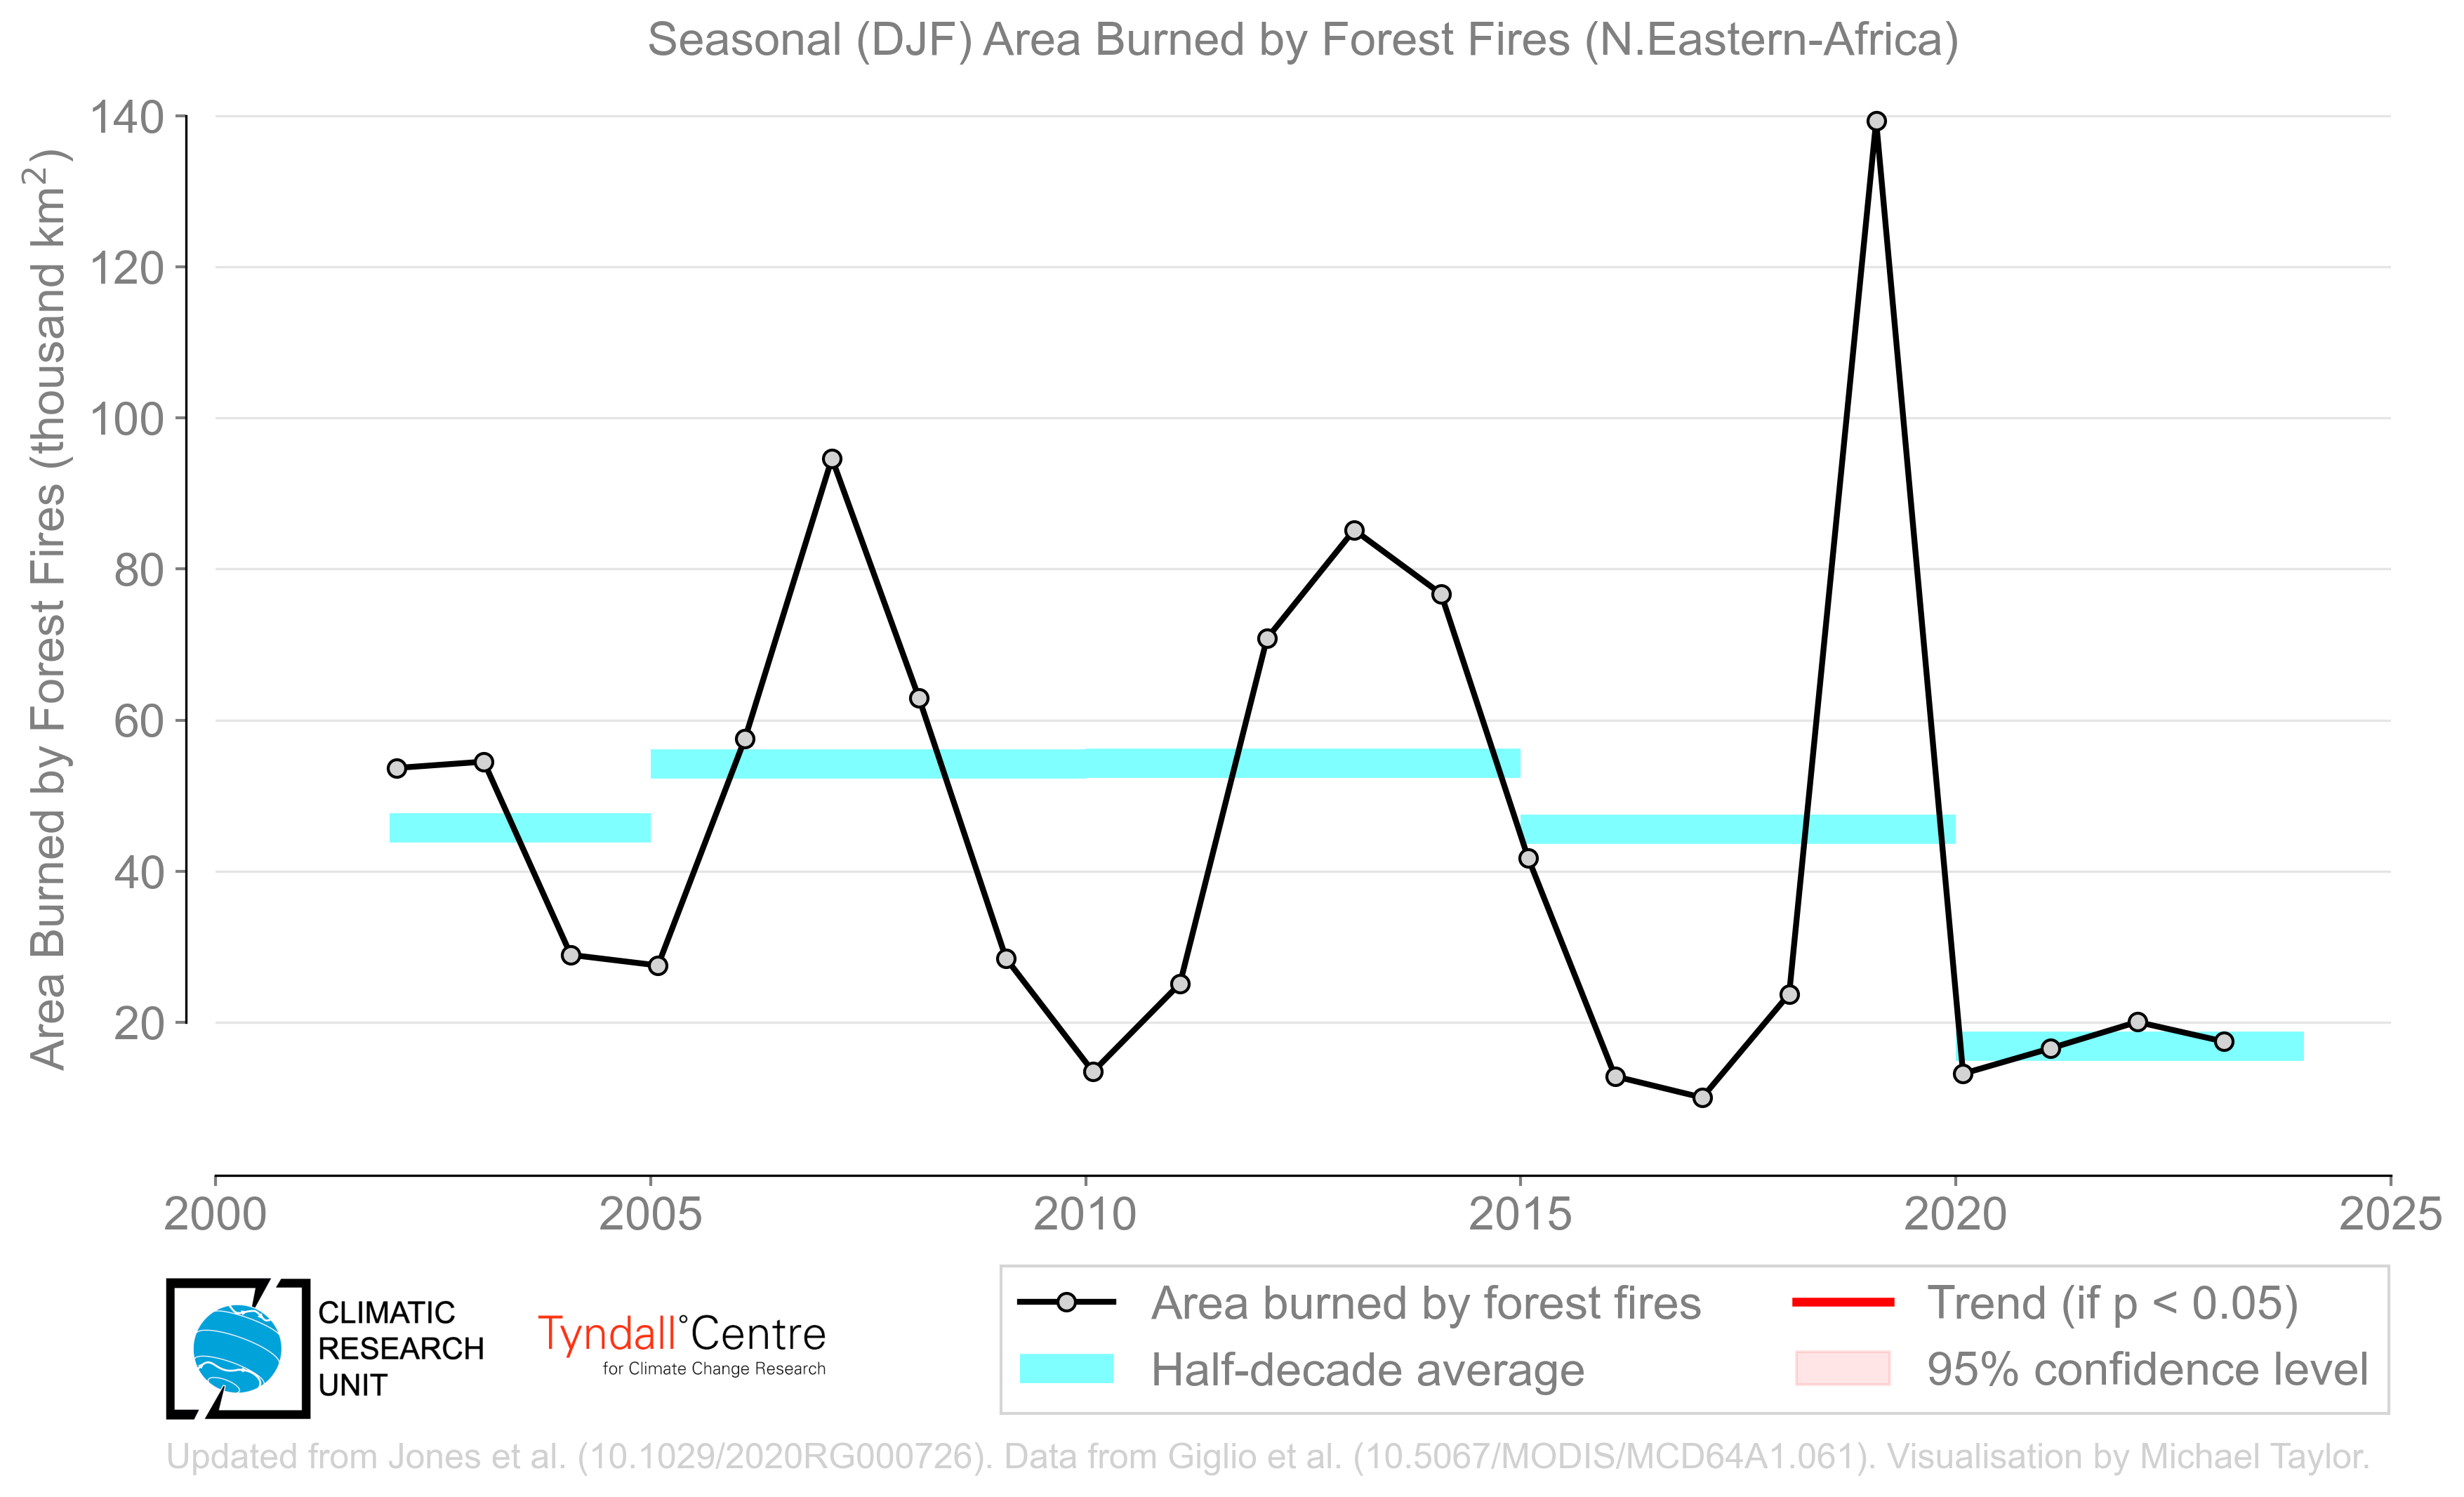 Seasonal (DJF) Area Burned by Forest Fires (N.Eastern-Africa)
Area Burned by Forest Fires (thousand km²)
140
120
100
80
60
40
20
2000
2005
2010
2015
2020
2025
CLIMATIC
RESEARCH
UNIT
Tyndall°Centre
for Climate Change Research
Area burned by forest fires
Half-decade average
Trend (if p < 0.05)
95% confidence level
Updated from Jones et al. (10.1029/2020RG000726). Data from Giglio et al. (10.5067/MODIS/MCD64A1.061). Visualisation by Michael Taylor.